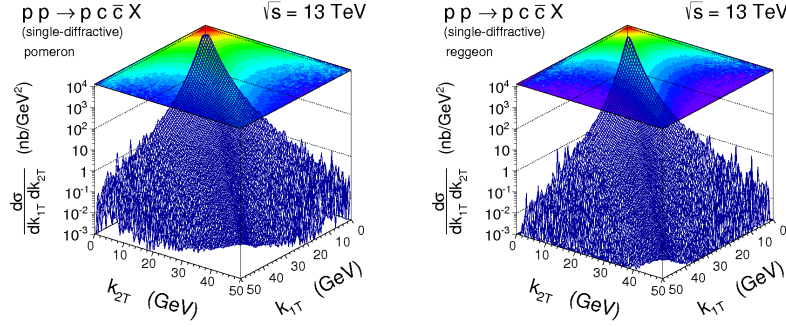 p p → p c c̅ X
√s = 13 TeV
(single-diffractive)
pomeron
dσ
dk1T dk2T
(nb/GeV²)
10⁴
10³
10²
10
1
10⁻¹
10⁻²
10⁻³
0
10
20
30
40
50
k2T (GeV)
50
40
30
20
10
0
k1T (GeV)
p p → p c c̅ X
√s = 13 TeV
(single-diffractive)
reggeon
dσ
dk1T dk2T
(nb/GeV²)
10⁴
10³
10²
10
1
10⁻¹
10⁻²
10⁻³
0
10
20
30
40
50
k2T (GeV)
50
40
30
20
10
0
k1T (GeV)